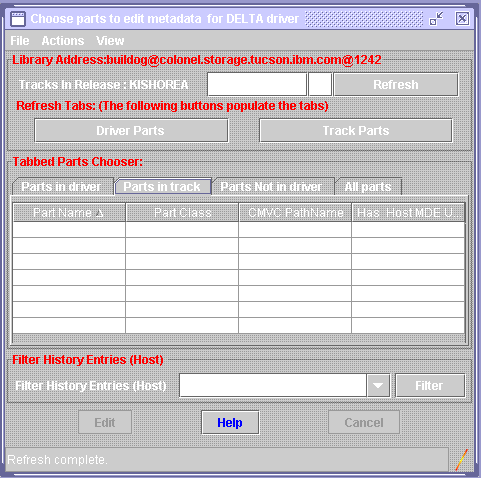 Choose parts to edit metadata for DELTA driver
File Actions View
Library Address:buildog@colonel.storage.tucson.ibm.com@1242
Tracks In Release : KISHOREA Refresh
Refresh Tabs: (The following buttons populate the tabs)
Driver Parts Track Parts
Tabbed Parts Chooser:
Parts in driver Parts in track Parts Not in driver All parts
Part Name △ Part Class CMVC PathName Has Host MDE U...
Filter History Entries (Host)
Filter History Entries (Host) Filter
Edit Help Cancel
Refresh complete.